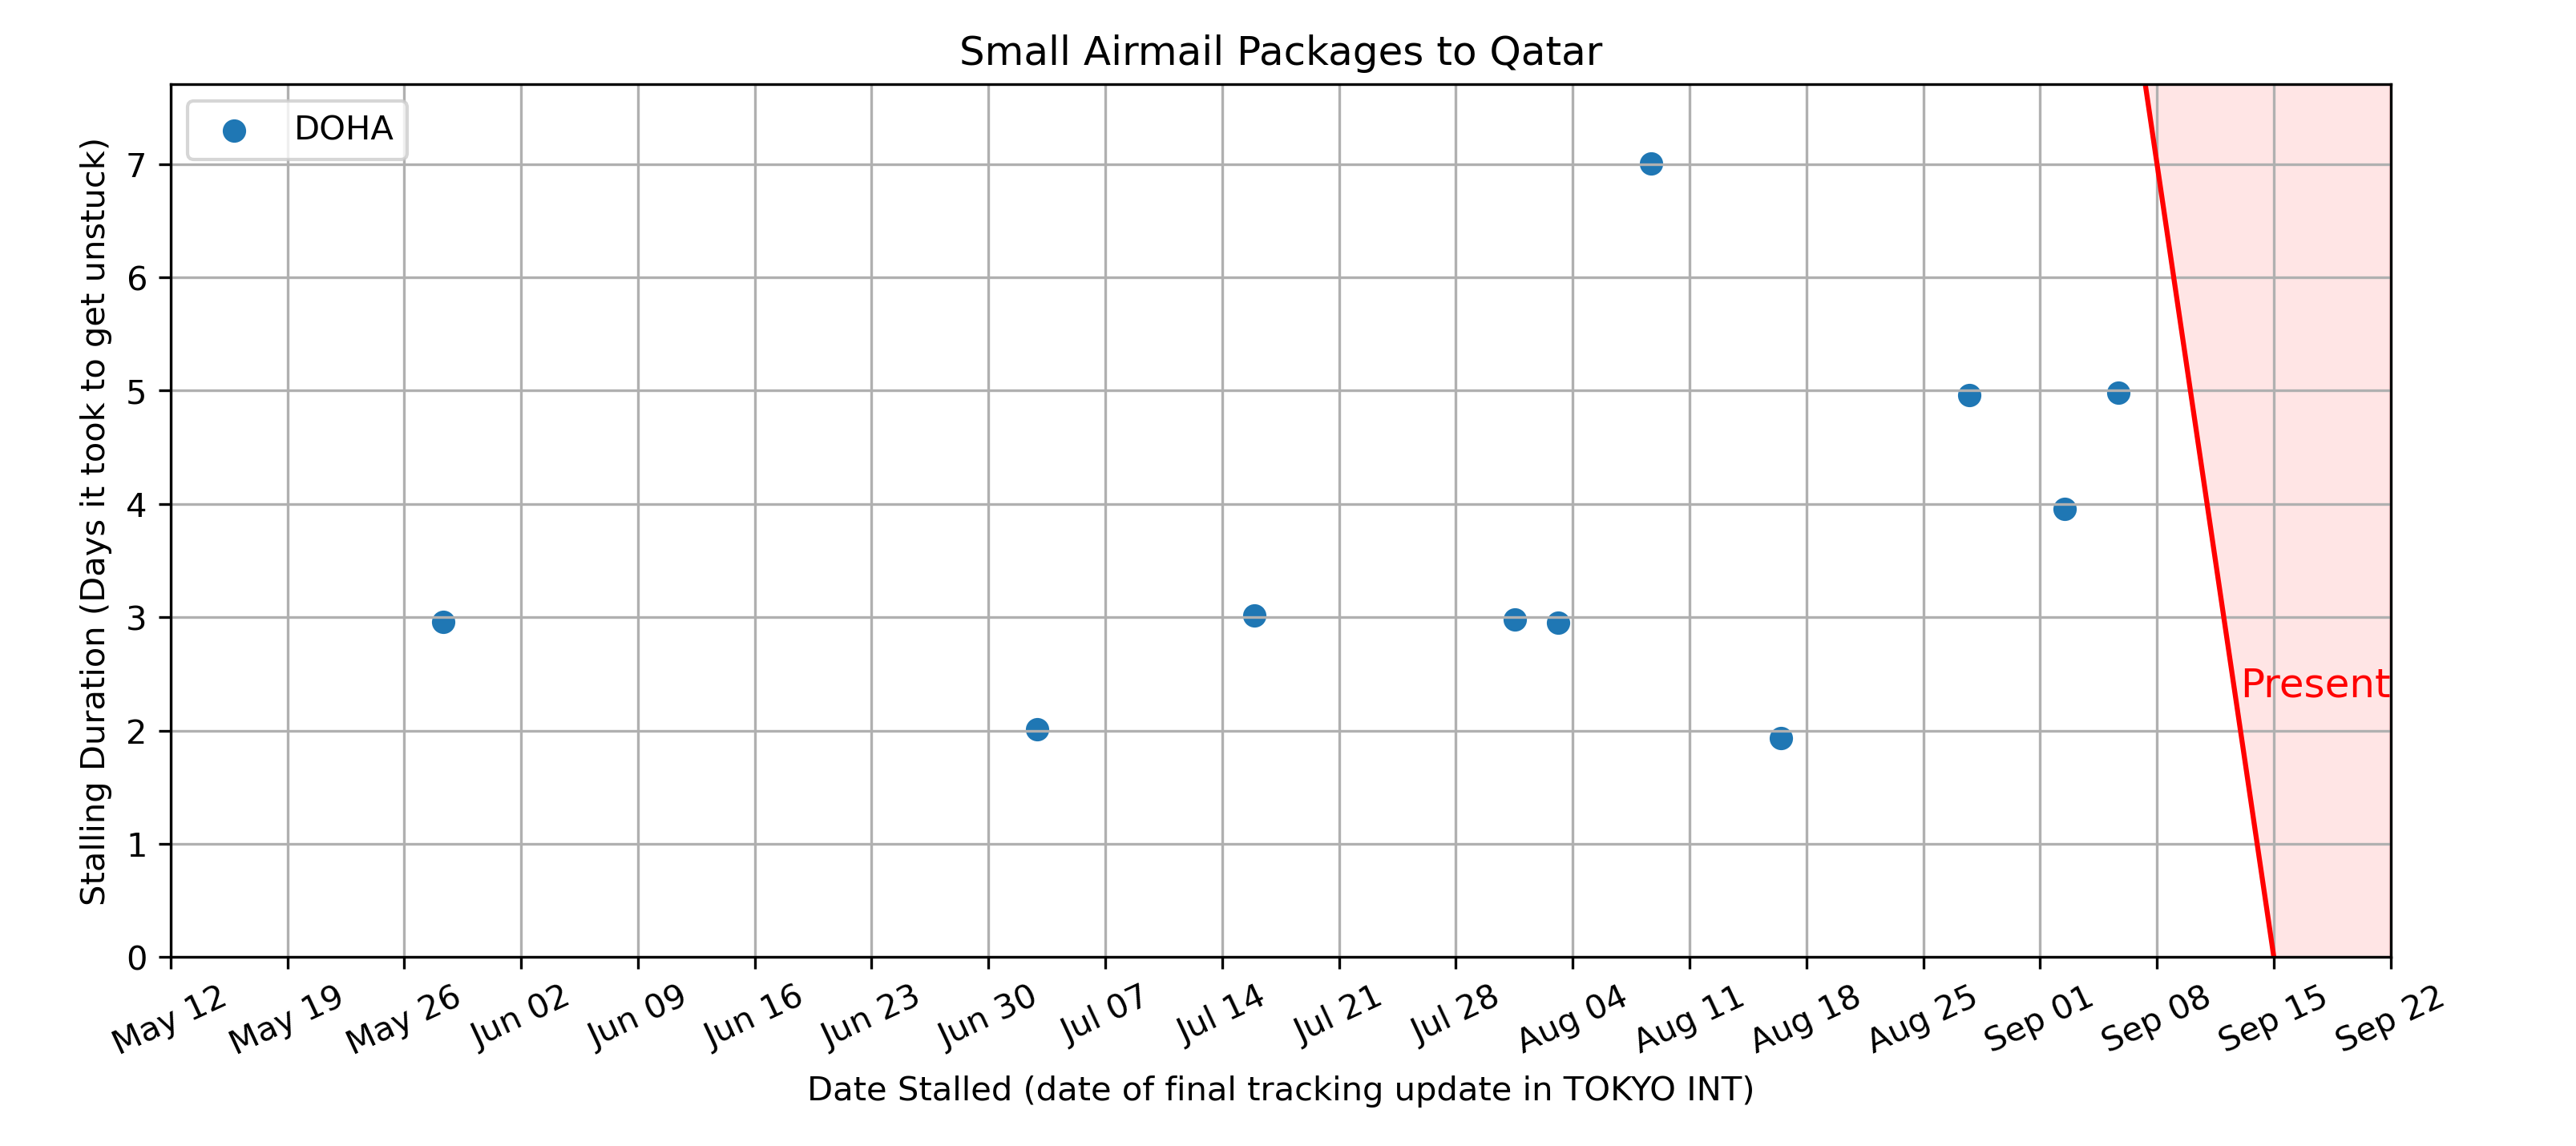 Small Airmail Packages to Qatar
DOHA
Stalling Duration (Days it took to get unstuck)
7
6
5
4
3
2
1
0
Present
May 12
May 19
May 26
Jun 02
Jun 09
Jun 16
Jun 23
Jun 30
Jul 07
Jul 14
Jul 21
Jul 28
Aug 04
Aug 11
Aug 18
Aug 25
Sep 01
Sep 08
Sep 15
Sep 22
Date Stalled (date of final tracking update in TOKYO INT)